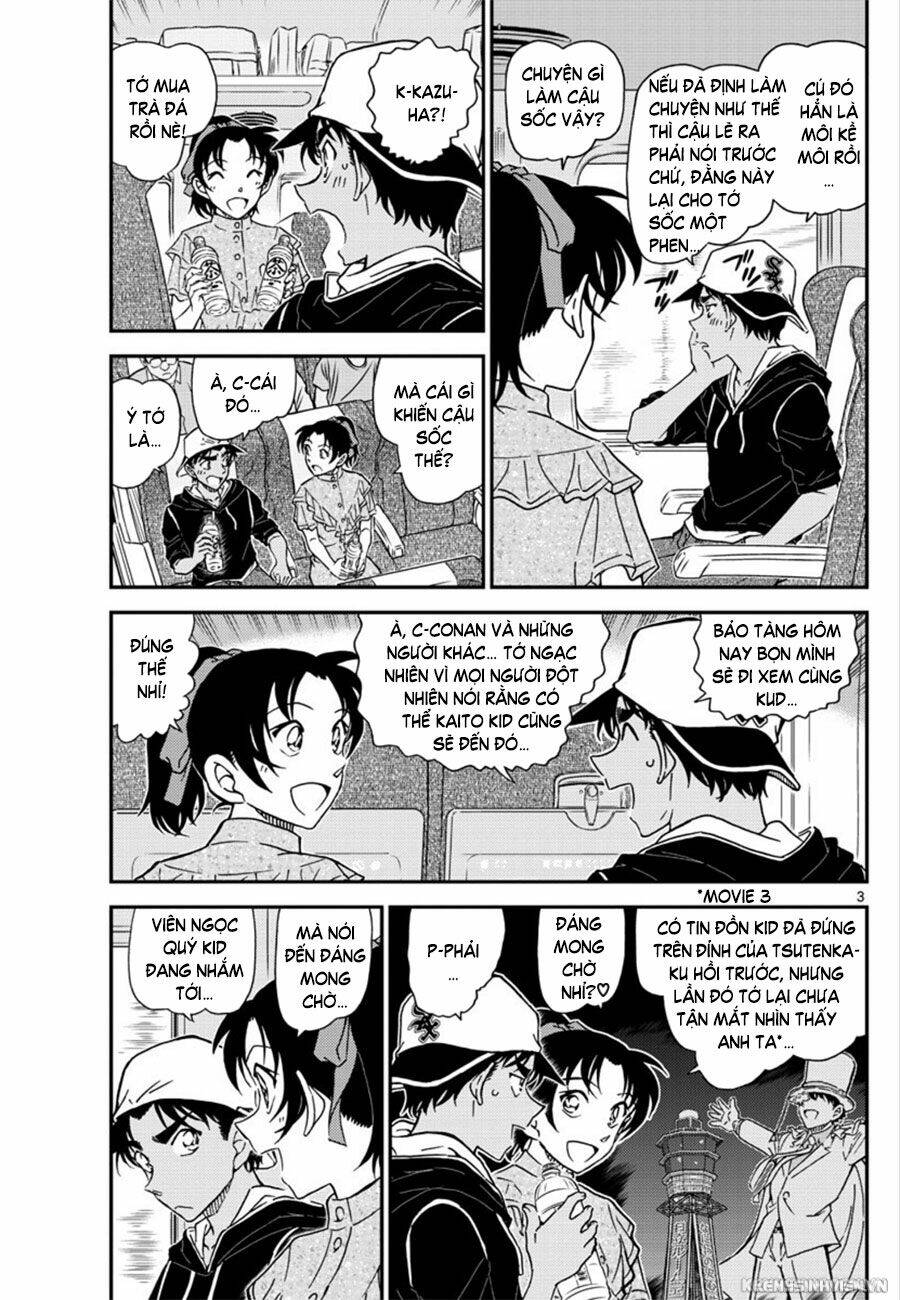 CÚ ĐÓ
HẲN LÀ
MÔI KỀ
MÔI RỒI
...
NẾU ĐÃ ĐỊNH LÀM
CHUYỆN NHƯ THẾ
THÌ CẬU LẼ RA
PHẢI NÓI TRƯỚC
CHỨ, ĐẰNG NÀY
LẠI CHO TỚ
SỐC MỘT
PHEN...
CHUYỆN GÌ
LÀM CẬU
SỐC VẬY?
K-KAZU-
HA?!
TỚ MUA
TRÀ ĐÁ
RỒI NÈ!
茶
茶
MÀ CÁI GÌ
KHIẾN CẬU
SỐC
THẾ?
À, C-CÁI
ĐÓ...
Ý TỚ
LÀ...
BẢO TÀNG HÔM
NAY BỌN MÌNH
SẼ ĐI XEM CÙNG
KUD...
À, C-CONAN VÀ NHỮNG
NGƯỜI KHÁC... TỚ NGẠC
NHIÊN VÌ MỌI NGƯỜI ĐỘT
NHIÊN NÓI RẰNG CÓ
THỂ KAITO KID CŨNG
SẼ ĐẾN ĐÓ...
ĐÚNG
THẾ
NHỈ!
*MOVIE 3
3
CÓ TIN ĐỒN KID ĐÃ ĐỨNG
TRÊN ĐỈNH CỦA TSUTENKA-
KU HỒI TRƯỚC, NHƯNG
LẦN ĐÓ TỚ LẠI CHƯA
TẬN MẮT NHÌN THẤY
ANH TA*...
ĐÁNG
MONG CHỜ
NHỈ?♡
P-PHẢI
...
MÀ NÓI
ĐẾN ĐÁNG
MONG
CHỜ...
VIÊN NGỌC
QUÝ KID
ĐANG NHẮM
TỚI...
KECNGSINHVIEN.VN